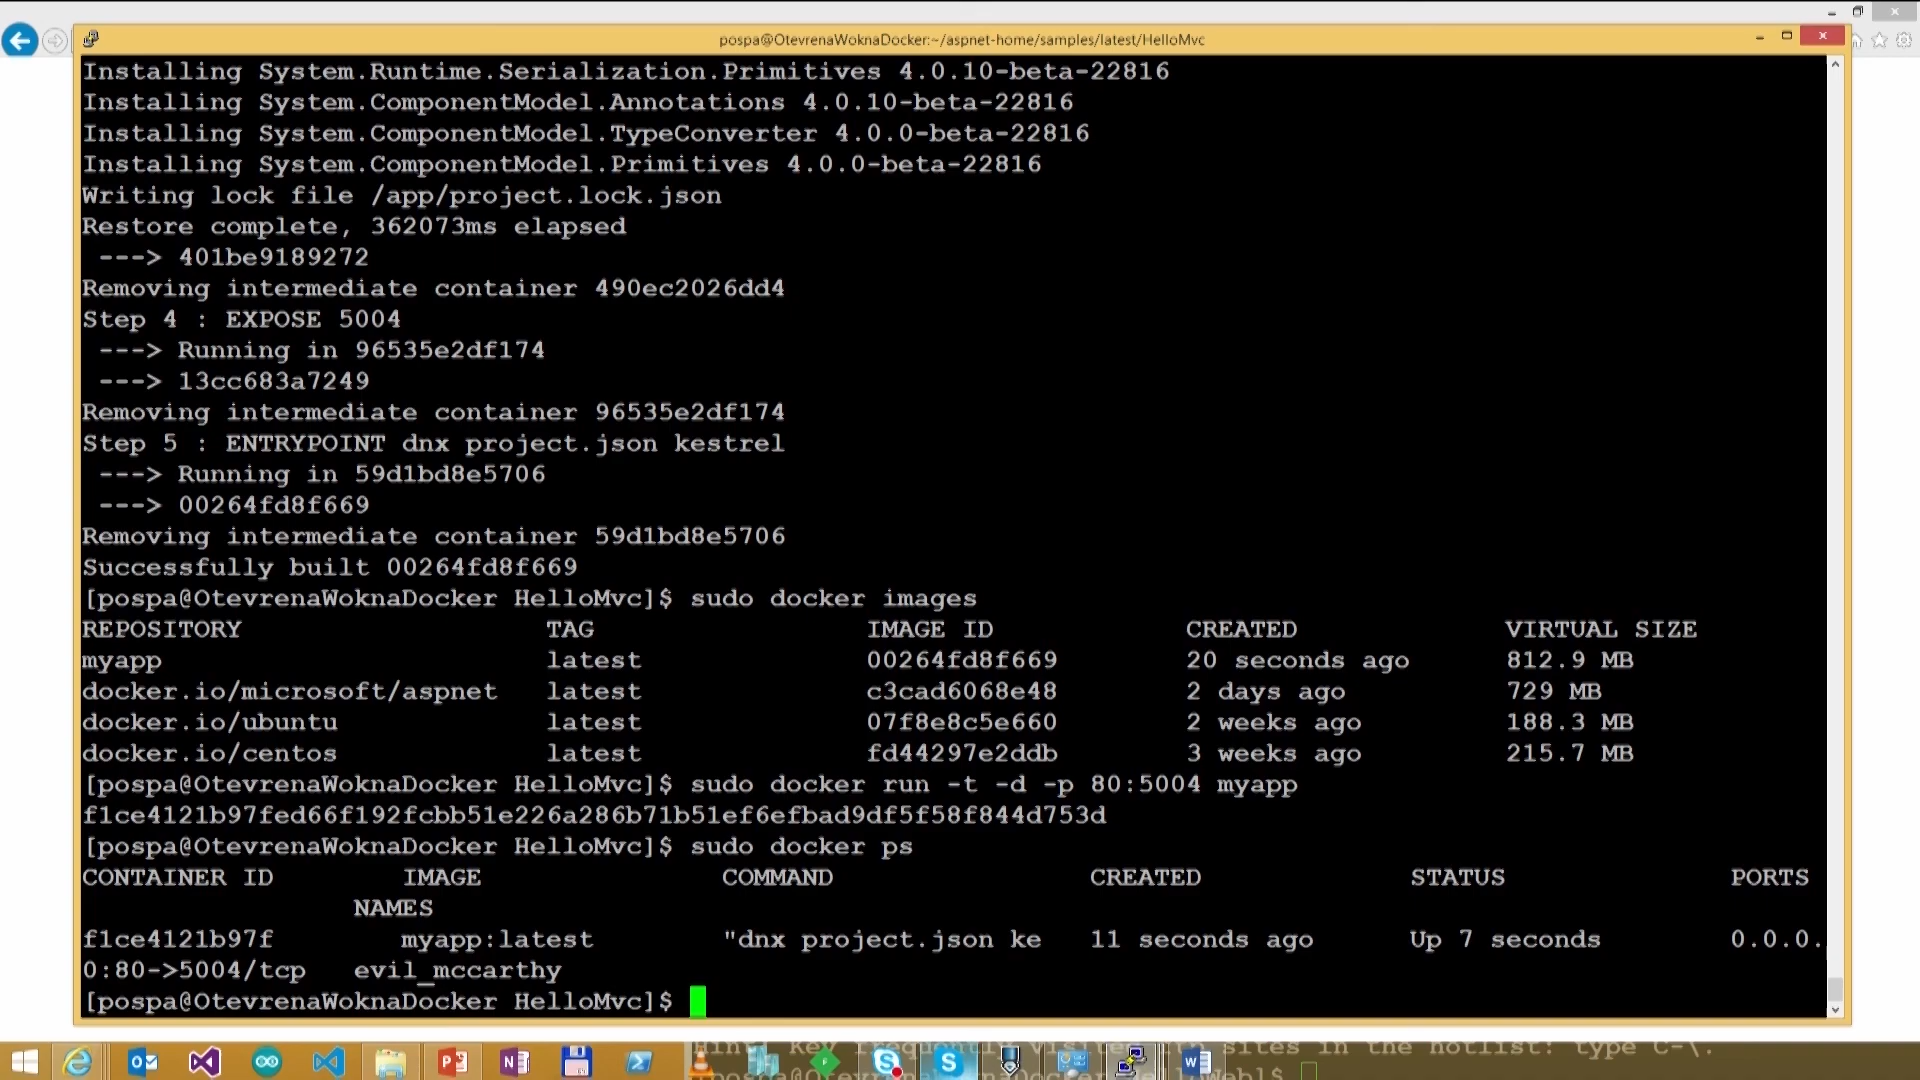 pospa@OtevrenaWoknaDocker:~/aspnet-home/samples/latest/HelloMvc
Installing System.Runtime.Serialization.Primitives 4.0.10-beta-22816
Installing System.ComponentModel.Annotations 4.0.10-beta-22816
Installing System.ComponentModel.TypeConverter 4.0.0-beta-22816
Installing System.ComponentModel.Primitives 4.0.0-beta-22816
Writing lock file /app/project.lock.json
Restore complete, 362073ms elapsed
---> 401be9189272
Removing intermediate container 490ec2026dd4
Step 4 : EXPOSE 5004
---> Running in 96535e2df174
---> 13cc683a7249
Removing intermediate container 96535e2df174
Step 5 : ENTRYPOINT dnx project.json kestrel
---> Running in 59d1bd8e5706
---> 00264fd8f669
Removing intermediate container 59d1bd8e5706
Successfully built 00264fd8f669
[pospa@OtevrenaWoknaDocker HelloMvc]$ sudo docker images
REPOSITORY TAG IMAGE ID CREATED VIRTUAL SIZE
myapp latest 00264fd8f669 20 seconds ago 812.9 MB
docker.io/microsoft/aspnet latest c3cad6068e48 2 days ago 729 MB
docker.io/ubuntu latest 07f8e8c5e660 2 weeks ago 188.3 MB
docker.io/centos latest fd44297e2ddb 3 weeks ago 215.7 MB
[pospa@OtevrenaWoknaDocker HelloMvc]$ sudo docker run -t -d -p 80:5004 myapp
f1ce4121b97fed66f192fcbb51e226a286b71b51ef6efbad9df5f58f844d753d
[pospa@OtevrenaWoknaDocker HelloMvc]$ sudo docker ps
CONTAINER ID IMAGE COMMAND CREATED STATUS PORTS
NAMES
f1ce4121b97f myapp:latest "dnx project.json ke 11 seconds ago Up 7 seconds 0.0.0.
0:80->5004/tcp evil_mccarthy
[pospa@OtevrenaWoknaDocker HelloMvc]$
sites in the hotlist: type C-\.